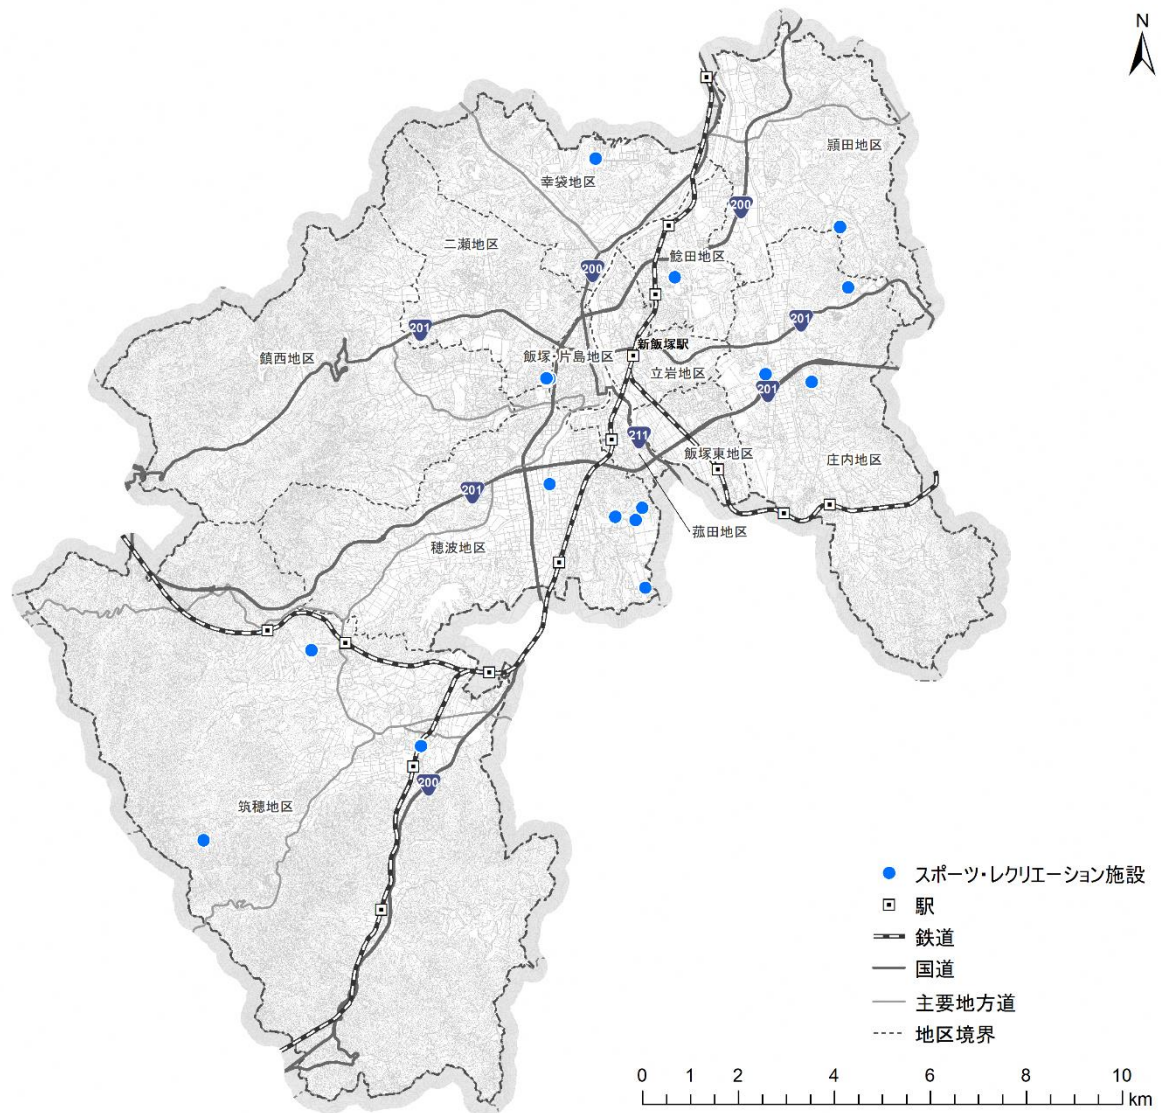 N
頴田地区
幸袋地区
200
二瀬地区
鯰田地区
200
201
201
新飯塚駅
鎮西地区
飯塚・片島地区
立岩地区
201
211
飯塚東地区
庄内地区
201
菰田地区
穂波地区
200
筑穂地区
スポーツ・レクリエーション施設
駅
鉄道
国道
主要地方道
地区境界
0 1 2 4 6 8 10
km